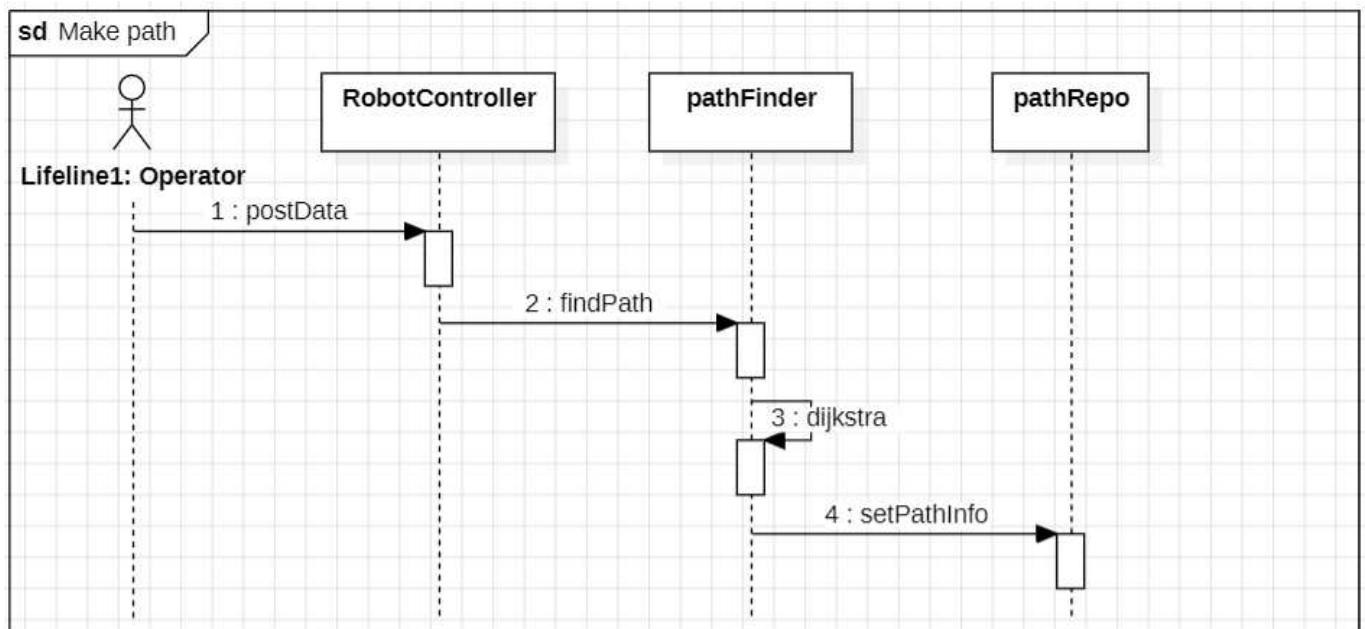 sd Make path
RobotController
pathFinder
pathRepo
Lifeline1: Operator
1 : postData
2 : findPath
3 : dijkstra
4 : setPathInfo